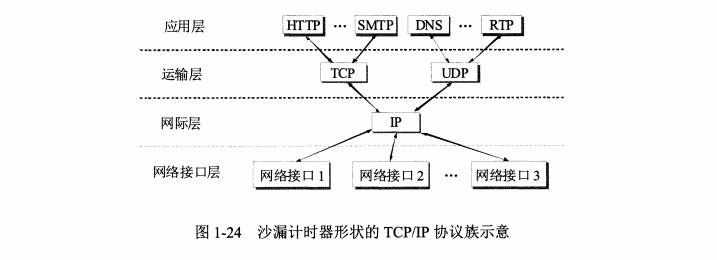 应用层 HTTP … SMTP DNS … RTP
运输层 TCP UDP
网际层 IP
网络接口层 网络接口 1 网络接口 2 … 网络接口 3
图 1-24 沙漏计时器形状的 TCP/IP 协议族示意